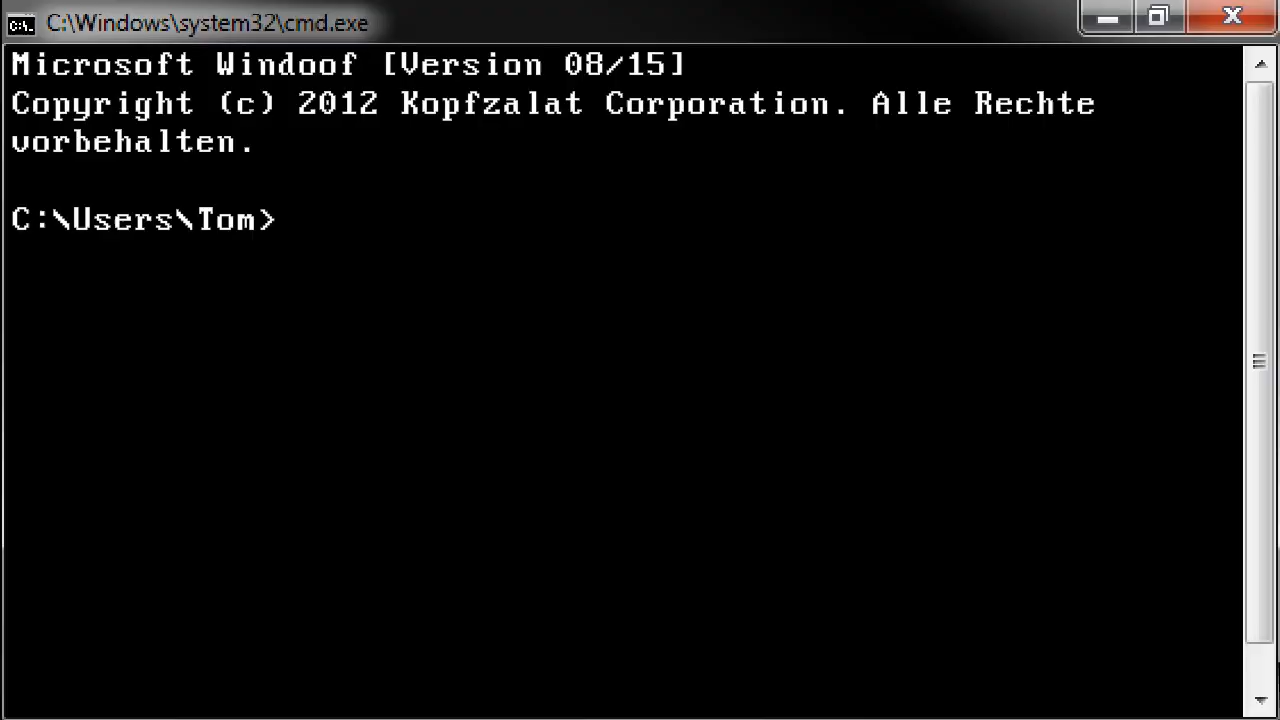 C:\Windows\system32\cmd.exe
Microsoft Windoof [Version 08/15]
Copyright (c) 2012 Kopfzalat Corporation. Alle Rechte
vorbehalten.
C:\Users\Tom>